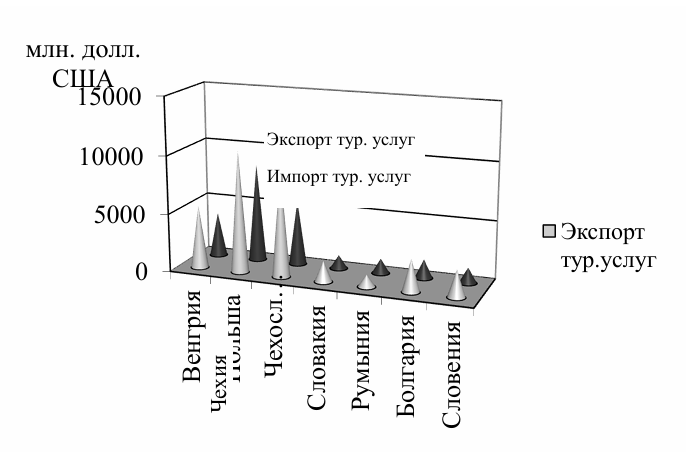 млн. долл.
США
15000
10000
5000
0
Экспорт тур. услуг
Импорт тур. услуг
Экспорт
тур.услуг
Венгрия
Чехия
Польша
Чехосл..
Словакия
Румыния
Болгария
Словения